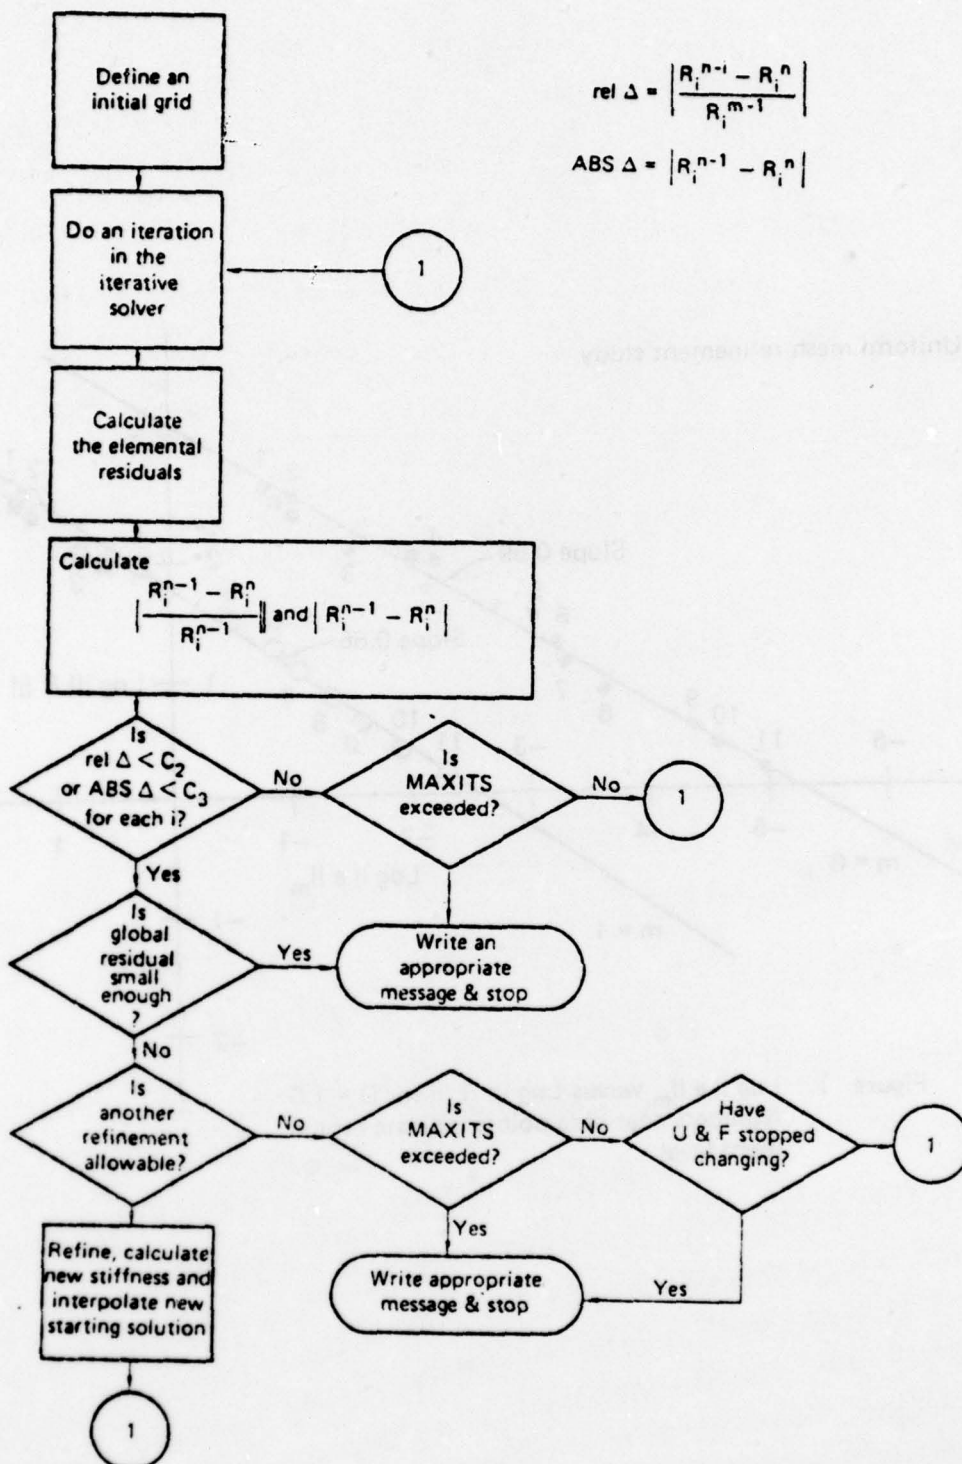 Define an
initial grid
rel Δ = | R_i^{n-i} − R_i^n / R_i^{m-1} |
ABS Δ = | R_i^{n-1} − R_i^n |
Do an iteration
in the
iterative
solver
1
Calculate
the elemental
residuals
Calculate
| R_i^{n-1} − R_i^n / R_i^{n-1} || and | R_i^{n-1} − R_i^n |
Is
rel Δ < C_2
or ABS Δ < C_3
for each i?
No
Is
MAXITS
exceeded?
No
1
Yes
Is
global
residual
small
enough
?
Yes
Write an
appropriate
message & stop
No
Is
another
refinement
allowable?
No
Is
MAXITS
exceeded?
No
Have
U & F stopped
changing?
1
Yes
Refine, calculate
new stiffness and
interpolate new
starting solution
Write appropriate
message & stop
Yes
1
Uniform mesh refinement study